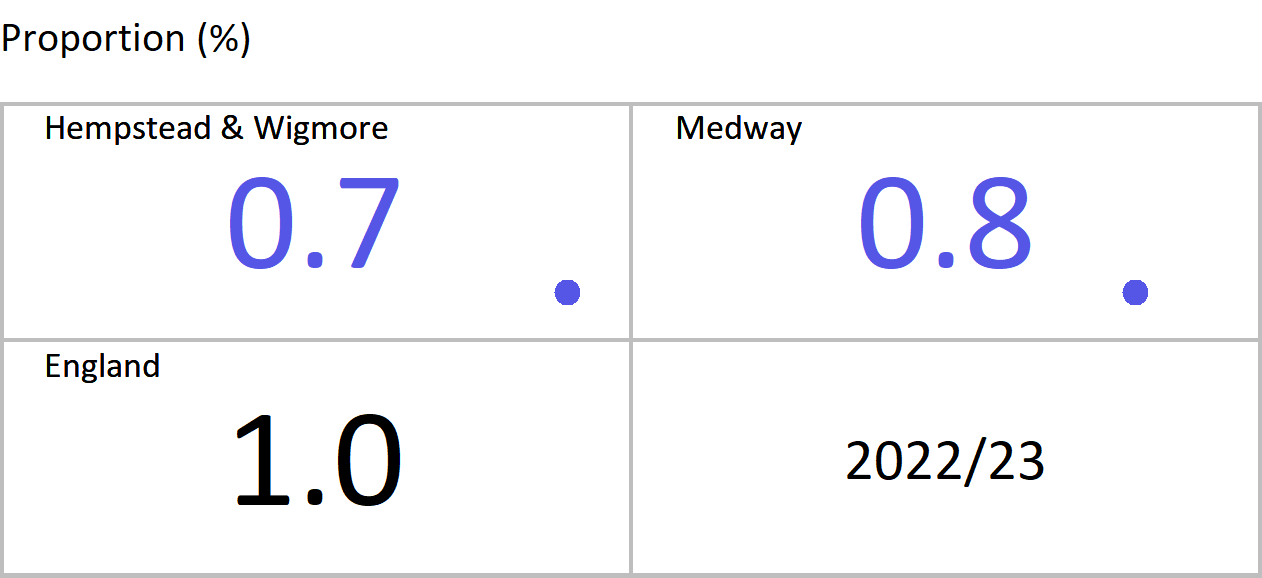 Proportion (%)
Hempstead & Wigmore
0.7
Medway
0.8
England
1.0
2022/23